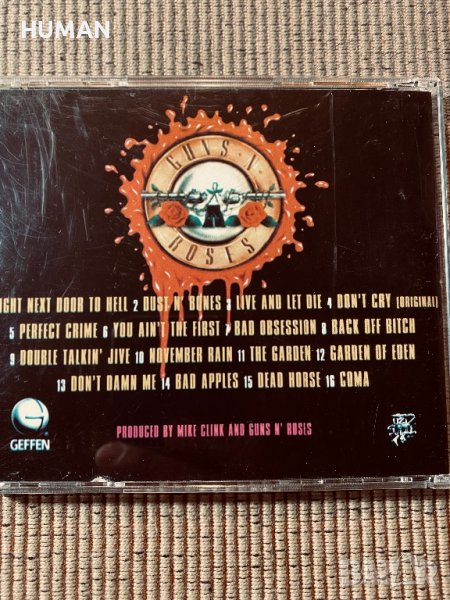 HUMAN
GUNS N'
ROSES
IGHT NEXT DOOR TO HELL 2 DUST N' BONES 3 LIVE AND LET DIE 4 DON'T CRY (ORIGINAL)
5 PERFECT CRIME 6 YOU AIN'T THE FIRST 7 BAD OBSESSION 8 BACK OFF BITCH
9 DOUBLE TALKIN' JIVE 10 NOVEMBER RAIN 11 THE GARDEN 12 GARDEN OF EDEN
13 DON'T DAMN ME 14 BAD APPLES 15 DEAD HORSE 16 COMA
PRODUCED BY MIKE CLINK AND GUNS N' ROSES
GEFFEN